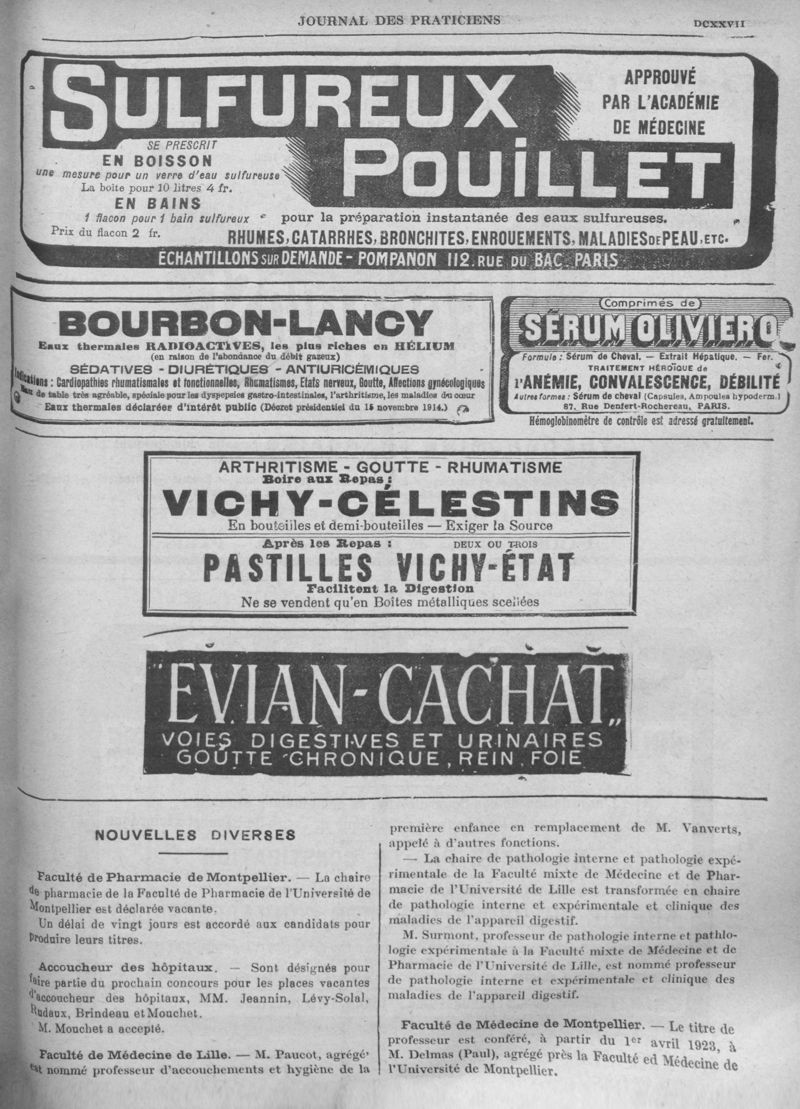 JOURNAL DES PRATICIENS
DCXXVII
SULFUREUX
POUILLET
APPROUVÉ
PAR L'ACADÉMIE
DE MÉDECINE
SE PRESCRIT
EN BOISSON
une mesure pour un verre d'eau sulfureuse
La boite pour 10 litres 4 fr.
EN BAINS
1 flacon pour 1 bain sulfureux
Prix du flacon 2 fr.
pour la préparation instantanée des eaux sulfureuses.
RHUMES, CATARRHES, BRONCHITES, ENROUEMENTS, MALADIES DE PEAU, ETC.
ÉCHANTILLONS SUR DEMANDE - POMPANON 112. RUE DU BAC. PARIS
BOURBON-LANCY
Eaux thermales RADIOACTIVES, les plus riches en HÉLIUM
(en raison de l'abondance du débit gazeux)
SÉDATIVES - DIURÉTIQUES - ANTIURICÉMIQUES
Indications : Cardiopathies rhumatismales et fonctionnelles, Rhumatismes, Etats nerveux, Goutte, Affections gynécologiques
Eau de table très agréable, spéciale pour les dyspepsies gastro-intestinales, l'arthritisme, les maladies du cœur
Eaux thermales déclarées d'intérêt public (Décret présidentiel du 15 novembre 1914.)
Comprimés de
SÉRUM OLIVIERO
Formule : Sérum de Cheval. — Extrait Hépatique. — Fer.
TRAITEMENT HÉROÏQUE de
l'ANÉMIE, CONVALESCENCE, DÉBILITÉ
Autres formes : Sérum de cheval (Capsules, Ampoules hypoderm.)
87, Rue Denfert-Rochereau, PARIS.
Hémoglobinomètre de contrôle est adressé gratuitement.
ARTHRITISME - GOUTTE - RHUMATISME
Boire aux Repas :
VICHY-CÉLESTINS
En bouteilles et demi-bouteilles — Exiger la Source
Après les Repas : DEUX OU TROIS
PASTILLES VICHY-ÉTAT
Facilitent la Digestion
Ne se vendent qu'en Boîtes métalliques scellées
"EVIAN-CACHAT„
VOIES DIGESTIVES ET URINAIRES
GOUTTE CHRONIQUE, REIN, FOIE
NOUVELLES DIVERSES
Faculté de Pharmacie de Montpellier. — La chaire
de pharmacie de la Faculté de Pharmacie de l'Université de
Montpellier est déclarée vacante.
Un délai de vingt jours est accordé aux candidats pour
produire leurs titres.
Accoucheur des hôpitaux. — Sont désignés pour
faire partie du prochain concours pour les places vacantes
d'accoucheur des hôpitaux, MM. Jeannin, Lévy-Solal,
Rudaux, Brindeau et Mouchet.
M. Mouchet a accepté.
Faculté de Médecine de Lille. — M. Paucot, agrégé
est nommé professeur d'accouchements et hygiène de la
première enfance en remplacement de M. Vanverts,
appelé à d'autres fonctions.
— La chaire de pathologie interne et pathologie expé-
rimentale de la Faculté mixte de Médecine et de Phar-
macie de l'Université de Lille est transformée en chaire
de pathologie interne et expérimentale et clinique des
maladies de l'appareil digestif.
M. Surmont, professeur de pathologie interne et patho-
logie expérimentale à la Faculté mixte de Médecine et de
Pharmacie de l'Université de Lille, est nommé professeur
de pathologie interne et expérimentale et clinique des
maladies de l'appareil digestif.
Faculté de Médecine de Montpellier. — Le titre de
professeur est conféré, à partir du 1er avril 1923, à
M. Delmas (Paul), agrégé près la Faculté ed Médecine de
l'Université de Montpellier.